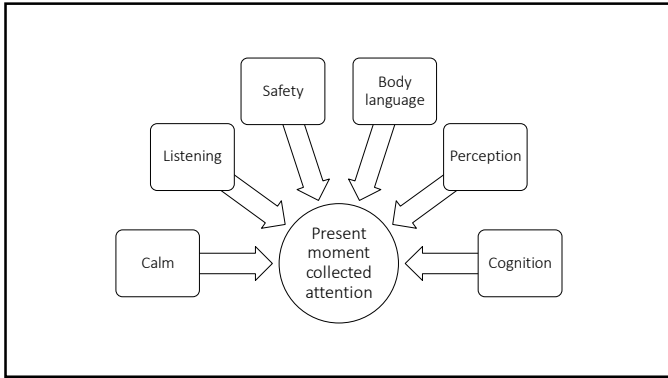 Safety
Body
language
Listening
Perception
Calm
Present
moment
collected
attention
Cognition